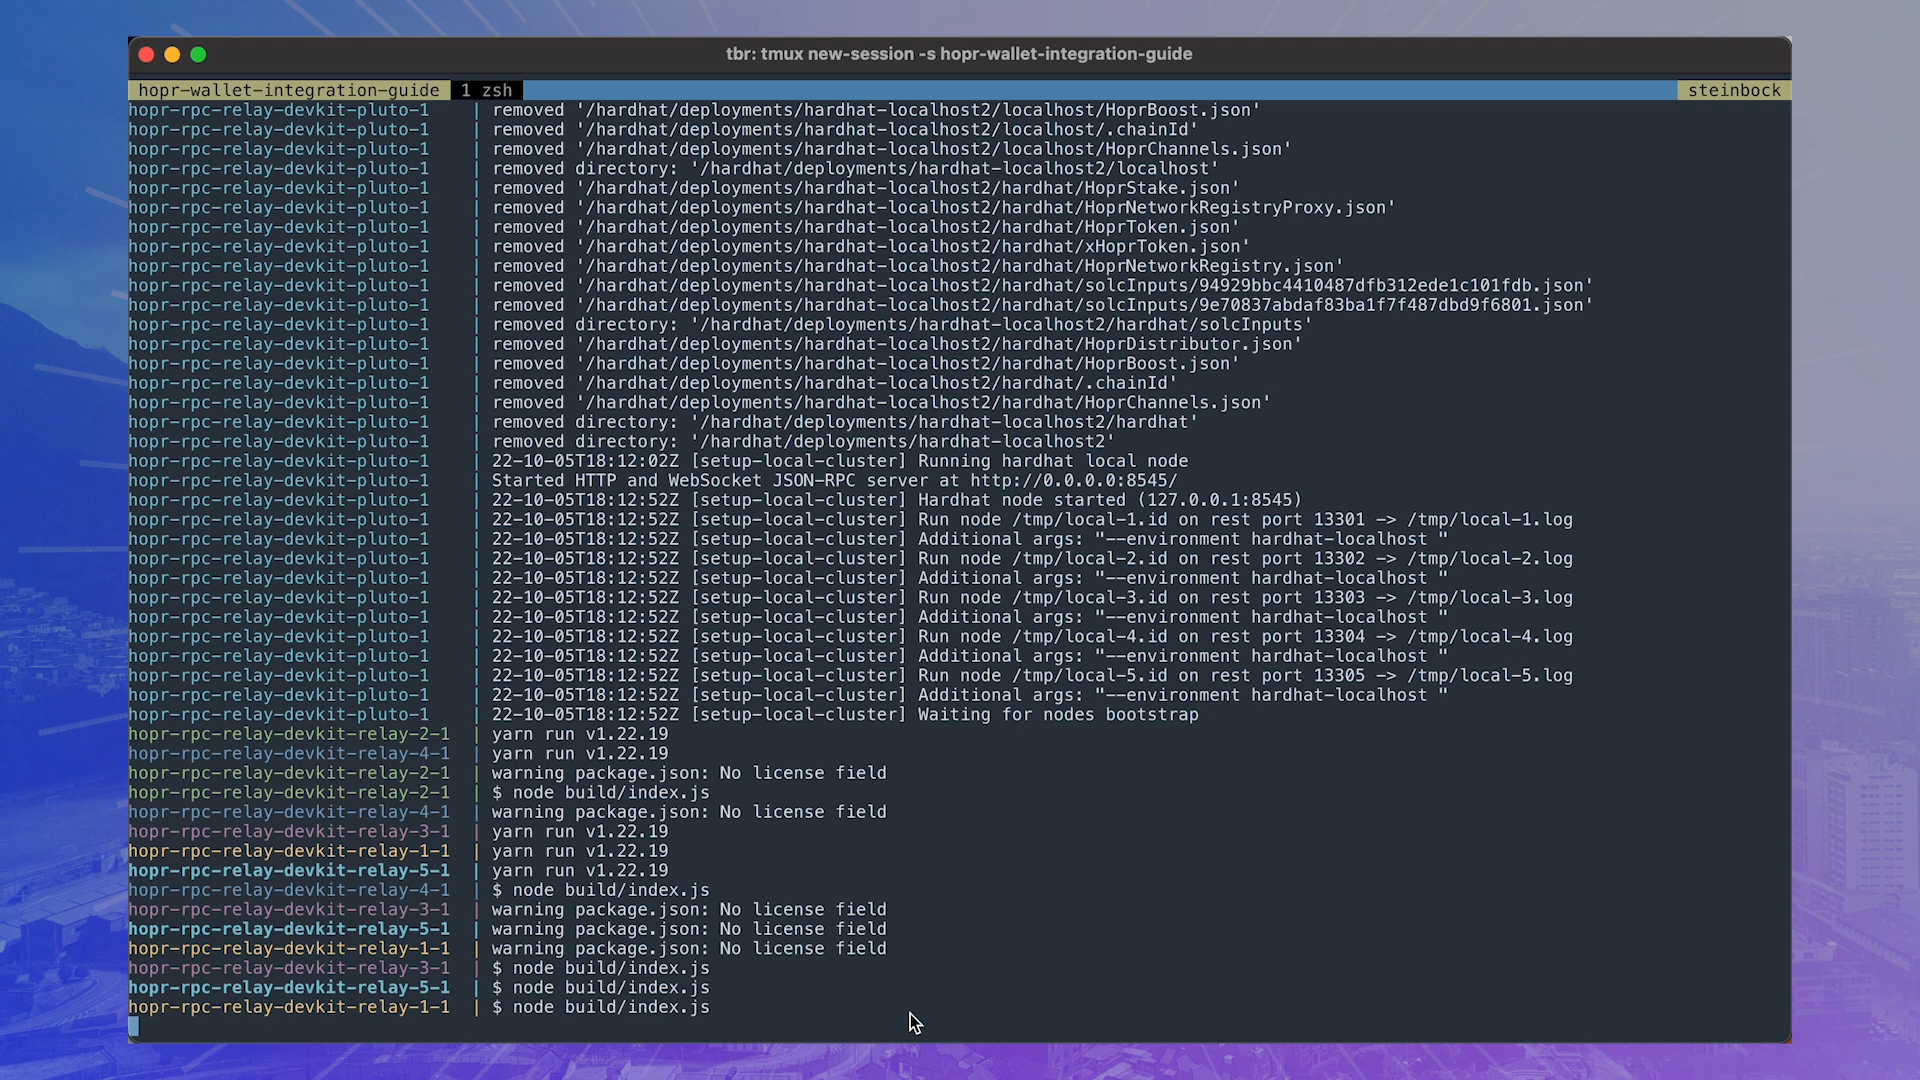 tbr: tmux new-session -s hopr-wallet-integration-guide
hopr-wallet-integration-guide 1 zsh steinbock
hopr-rpc-relay-devkit-pluto-1 | removed '/hardhat/deployments/hardhat-localhost2/localhost/HoprBoost.json'
hopr-rpc-relay-devkit-pluto-1 | removed '/hardhat/deployments/hardhat-localhost2/localhost/.chainId'
hopr-rpc-relay-devkit-pluto-1 | removed '/hardhat/deployments/hardhat-localhost2/localhost/HoprChannels.json'
hopr-rpc-relay-devkit-pluto-1 | removed directory: '/hardhat/deployments/hardhat-localhost2/localhost'
hopr-rpc-relay-devkit-pluto-1 | removed '/hardhat/deployments/hardhat-localhost2/hardhat/HoprStake.json'
hopr-rpc-relay-devkit-pluto-1 | removed '/hardhat/deployments/hardhat-localhost2/hardhat/HoprNetworkRegistryProxy.json'
hopr-rpc-relay-devkit-pluto-1 | removed '/hardhat/deployments/hardhat-localhost2/hardhat/HoprToken.json'
hopr-rpc-relay-devkit-pluto-1 | removed '/hardhat/deployments/hardhat-localhost2/hardhat/xHoprToken.json'
hopr-rpc-relay-devkit-pluto-1 | removed '/hardhat/deployments/hardhat-localhost2/hardhat/HoprNetworkRegistry.json'
hopr-rpc-relay-devkit-pluto-1 | removed '/hardhat/deployments/hardhat-localhost2/hardhat/solcInputs/94929bbc4410487dfb312ede1c101fdb.json'
hopr-rpc-relay-devkit-pluto-1 | removed '/hardhat/deployments/hardhat-localhost2/hardhat/solcInputs/9e70837abdaf83ba1f7f487dbd9f6801.json'
hopr-rpc-relay-devkit-pluto-1 | removed directory: '/hardhat/deployments/hardhat-localhost2/hardhat/solcInputs'
hopr-rpc-relay-devkit-pluto-1 | removed '/hardhat/deployments/hardhat-localhost2/hardhat/HoprDistributor.json'
hopr-rpc-relay-devkit-pluto-1 | removed '/hardhat/deployments/hardhat-localhost2/hardhat/HoprBoost.json'
hopr-rpc-relay-devkit-pluto-1 | removed '/hardhat/deployments/hardhat-localhost2/hardhat/.chainId'
hopr-rpc-relay-devkit-pluto-1 | removed '/hardhat/deployments/hardhat-localhost2/hardhat/HoprChannels.json'
hopr-rpc-relay-devkit-pluto-1 | removed directory: '/hardhat/deployments/hardhat-localhost2/hardhat'
hopr-rpc-relay-devkit-pluto-1 | removed directory: '/hardhat/deployments/hardhat-localhost2'
hopr-rpc-relay-devkit-pluto-1 | 22-10-05T18:12:02Z [setup-local-cluster] Running hardhat local node
hopr-rpc-relay-devkit-pluto-1 | Started HTTP and WebSocket JSON-RPC server at http://0.0.0.0:8545/
hopr-rpc-relay-devkit-pluto-1 | 22-10-05T18:12:52Z [setup-local-cluster] Hardhat node started (127.0.0.1:8545)
hopr-rpc-relay-devkit-pluto-1 | 22-10-05T18:12:52Z [setup-local-cluster] Run node /tmp/local-1.id on rest port 13301 -> /tmp/local-1.log
hopr-rpc-relay-devkit-pluto-1 | 22-10-05T18:12:52Z [setup-local-cluster] Additional args: "--environment hardhat-localhost "
hopr-rpc-relay-devkit-pluto-1 | 22-10-05T18:12:52Z [setup-local-cluster] Run node /tmp/local-2.id on rest port 13302 -> /tmp/local-2.log
hopr-rpc-relay-devkit-pluto-1 | 22-10-05T18:12:52Z [setup-local-cluster] Additional args: "--environment hardhat-localhost "
hopr-rpc-relay-devkit-pluto-1 | 22-10-05T18:12:52Z [setup-local-cluster] Run node /tmp/local-3.id on rest port 13303 -> /tmp/local-3.log
hopr-rpc-relay-devkit-pluto-1 | 22-10-05T18:12:52Z [setup-local-cluster] Additional args: "--environment hardhat-localhost "
hopr-rpc-relay-devkit-pluto-1 | 22-10-05T18:12:52Z [setup-local-cluster] Run node /tmp/local-4.id on rest port 13304 -> /tmp/local-4.log
hopr-rpc-relay-devkit-pluto-1 | 22-10-05T18:12:52Z [setup-local-cluster] Additional args: "--environment hardhat-localhost "
hopr-rpc-relay-devkit-pluto-1 | 22-10-05T18:12:52Z [setup-local-cluster] Run node /tmp/local-5.id on rest port 13305 -> /tmp/local-5.log
hopr-rpc-relay-devkit-pluto-1 | 22-10-05T18:12:52Z [setup-local-cluster] Additional args: "--environment hardhat-localhost "
hopr-rpc-relay-devkit-pluto-1 | 22-10-05T18:12:52Z [setup-local-cluster] Waiting for nodes bootstrap
hopr-rpc-relay-devkit-relay-2-1 | yarn run v1.22.19
hopr-rpc-relay-devkit-relay-4-1 | yarn run v1.22.19
hopr-rpc-relay-devkit-relay-2-1 | warning package.json: No license field
hopr-rpc-relay-devkit-relay-2-1 | $ node build/index.js
hopr-rpc-relay-devkit-relay-4-1 | warning package.json: No license field
hopr-rpc-relay-devkit-relay-3-1 | yarn run v1.22.19
hopr-rpc-relay-devkit-relay-1-1 | yarn run v1.22.19
hopr-rpc-relay-devkit-relay-5-1 | yarn run v1.22.19
hopr-rpc-relay-devkit-relay-4-1 | $ node build/index.js
hopr-rpc-relay-devkit-relay-3-1 | warning package.json: No license field
hopr-rpc-relay-devkit-relay-5-1 | warning package.json: No license field
hopr-rpc-relay-devkit-relay-1-1 | warning package.json: No license field
hopr-rpc-relay-devkit-relay-3-1 | $ node build/index.js
hopr-rpc-relay-devkit-relay-5-1 | $ node build/index.js
hopr-rpc-relay-devkit-relay-1-1 | $ node build/index.js